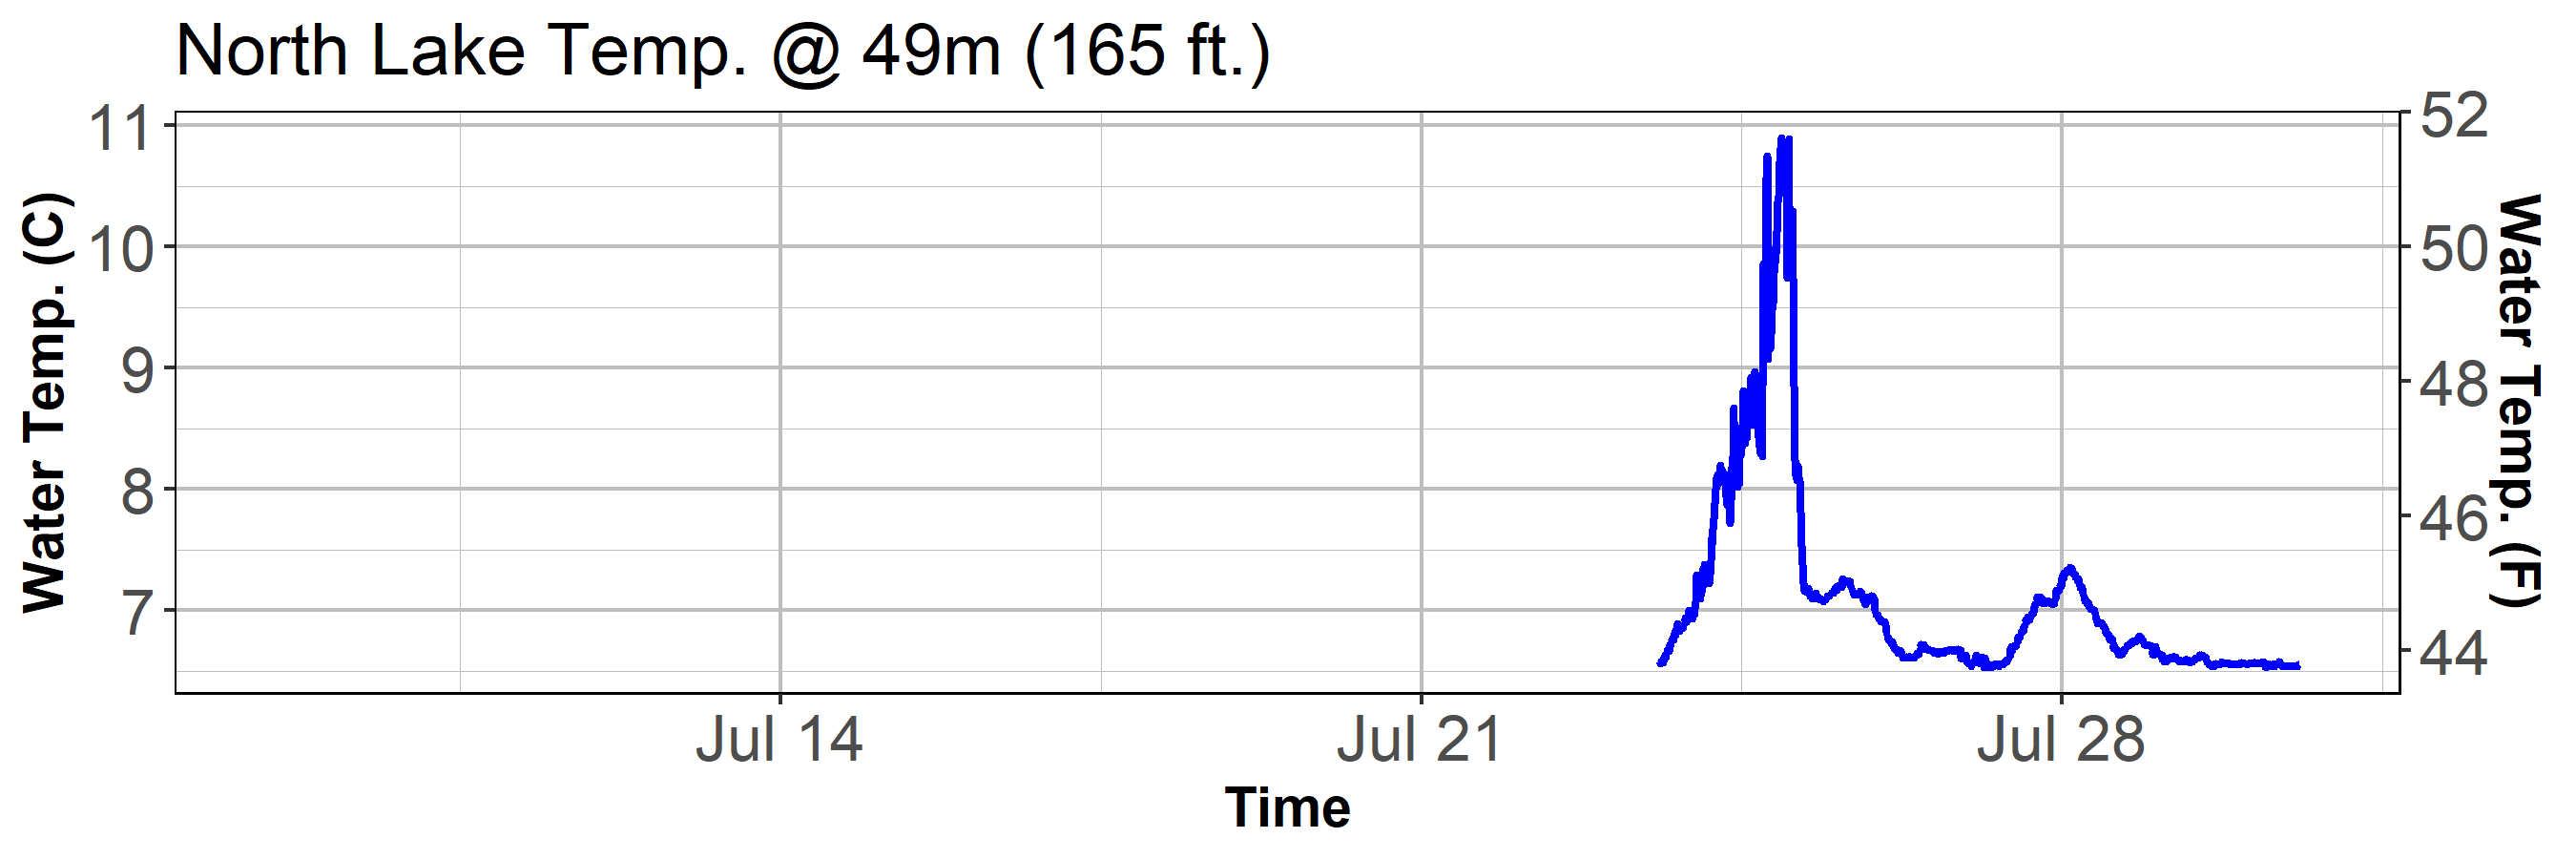 North Lake Temp. @ 49m (165 ft.)
Water Temp. (C)
11
10
9
8
7
52
50
48
46
44
Water Temp. (F)
Jul 14 Jul 21 Jul 28
Time